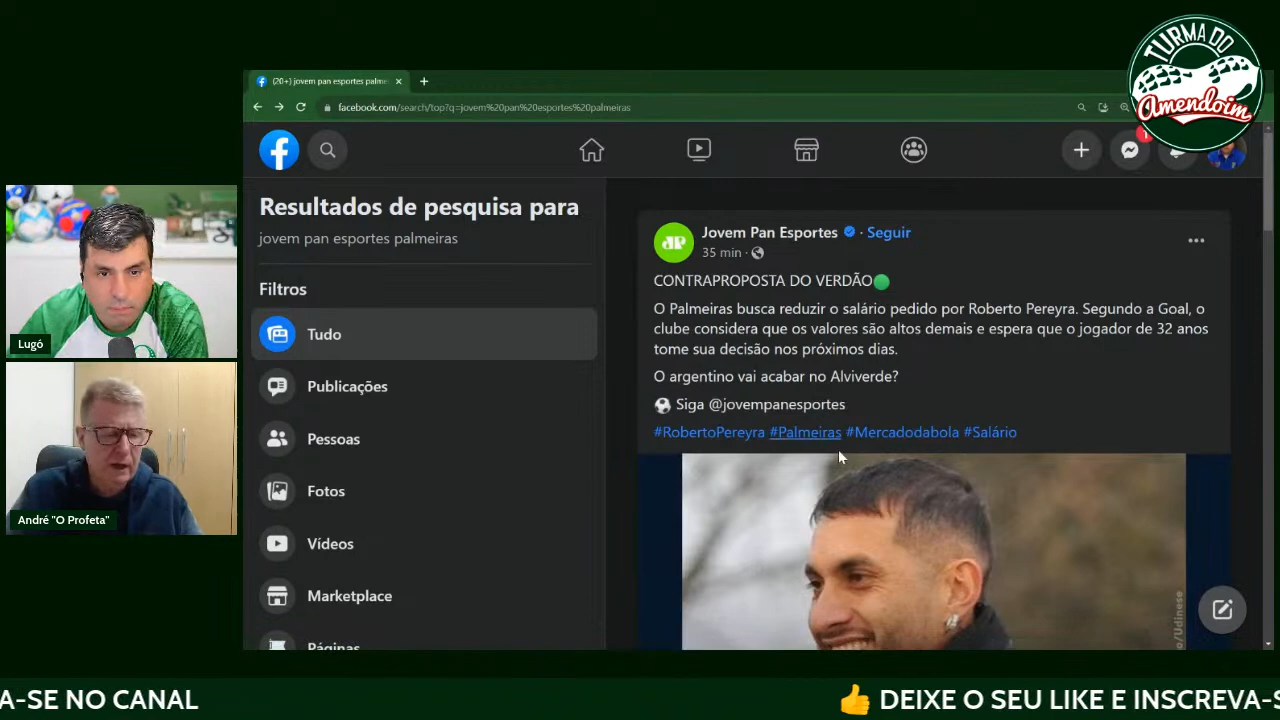 TURMA DO
Amendoim
(20+) jovem pan esportes palme
facebook.com/search/top?q=jovem%20pan%20esportes%20palmeiras
1
Resultados de pesquisa para
jovem pan esportes palmeiras
Filtros
Tudo
Publicações
Pessoas
Fotos
Vídeos
Marketplace
Páginas
JP
Jovem Pan Esportes · Seguir
35 min ·
CONTRAPROPOSTA DO VERDÃO🟢
O Palmeiras busca reduzir o salário pedido por Roberto Pereyra. Segundo a Goal, o
clube considera que os valores são altos demais e espera que o jogador de 32 anos
tome sua decisão nos próximos dias.
O argentino vai acabar no Alviverde?
⚽ Siga @jovempanesportes
#RobertoPereyra #Palmeiras #Mercadodabola #Salário
o/Udinese
Lugó
André "O Profeta"
A-SE NO CANAL
👍 DEIXE O SEU LIKE E INSCREVA-S